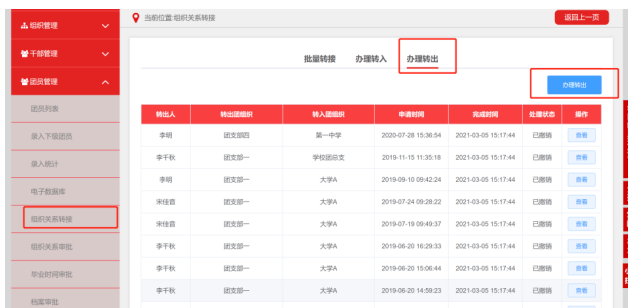 组织管理
当前位置:组织关系转接
返回上一页
干部管理
团员管理
批量转接 办理转入 办理转出
办理转出
团员列表
录入下级团员
录入统计
电子数据库
组织关系转接
组织关系审批
毕业时间审批
档案审批
转出人 转出团组织 转入团组织 申请时间 完成时间 处理状态 操作
李明 团支部四 第一中学 2020-07-28 15:36:54 2021-03-05 15:17:44 已撤销 查看
李千秋 团支部一 学校团总支 2019-11-15 11:35:18 2021-03-05 15:17:44 已撤销 查看
李明 团支部一 大学A 2019-09-10 09:42:24 2021-03-05 15:17:44 已撤销 查看
宋佳音 团支部一 大学A 2019-07-24 09:28:22 2021-03-05 15:17:44 已撤销 查看
宋佳音 团支部一 大学A 2019-07-19 09:49:37 2021-03-05 15:17:44 已撤销 查看
李千秋 团支部一 大学A 2019-06-20 16:29:33 2021-03-05 15:17:44 已撤销 查看
李千秋 团支部一 大学A 2019-06-20 15:06:44 2021-03-05 15:17:44 已撤销 查看
李千秋 团支部一 大学A 2019-06-20 14:59:23 2021-03-05 15:17:44 已撤销 查看